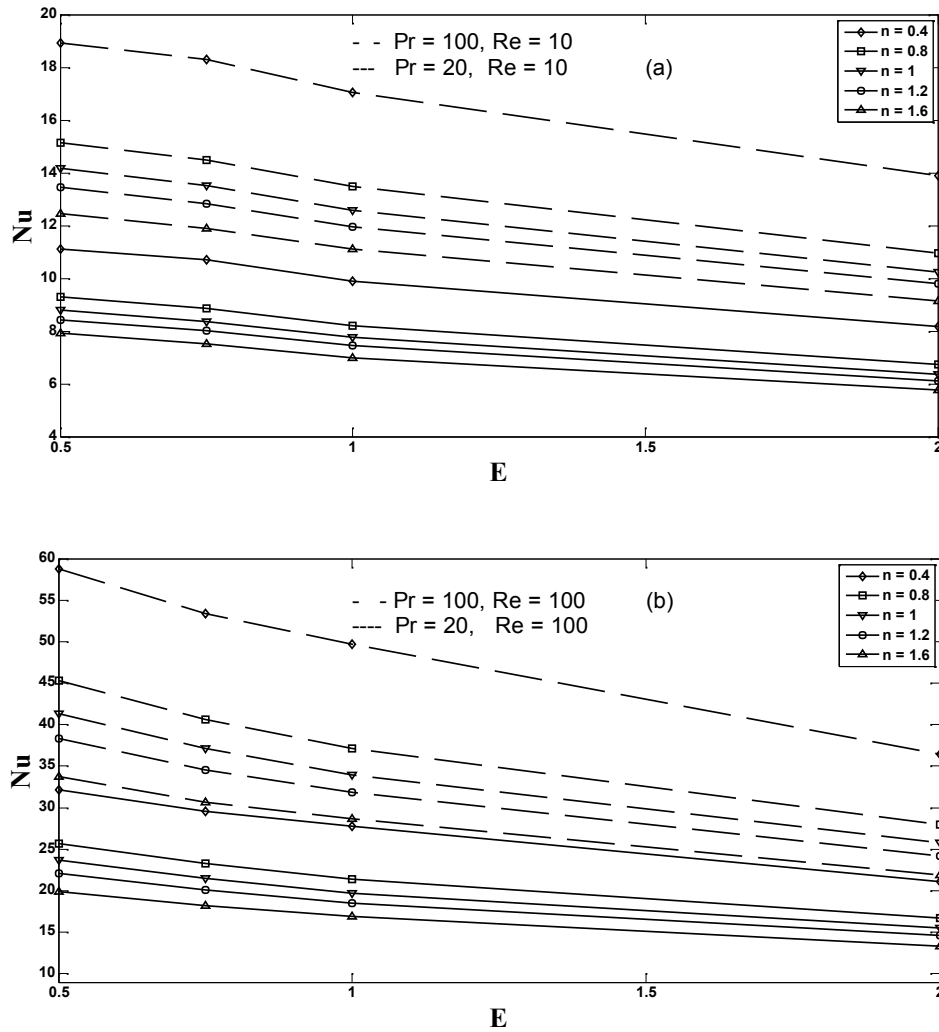 20
18
16
14
12
10
8
6
4
Nu
- - Pr = 100, Re = 10
--- Pr = 20, Re = 10 (a)
n = 0.4
n = 0.8
n = 1
n = 1.2
n = 1.6
0.5 1 1.5 2
E
60
55
50
45
40
35
30
25
20
15
10
Nu
- - Pr = 100, Re = 100 (b)
---- Pr = 20, Re = 100
n = 0.4
n = 0.8
n = 1
n = 1.2
n = 1.6
0.5 1 1.5 2
E